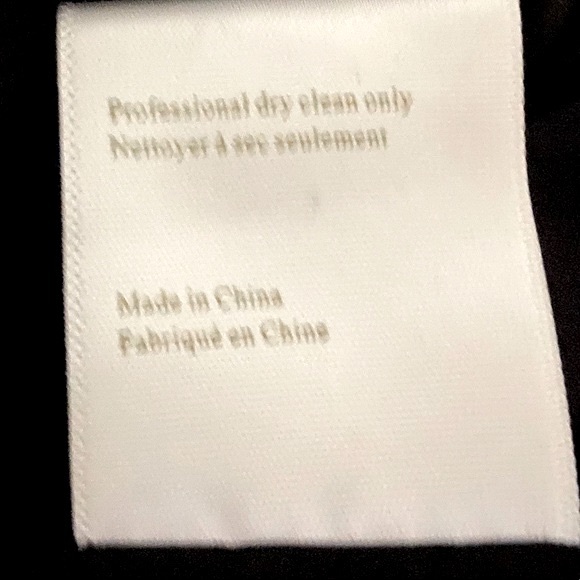 Professional dry clean only
Nettoyer à sec seulement
Made in China
Fabriqué en Chine